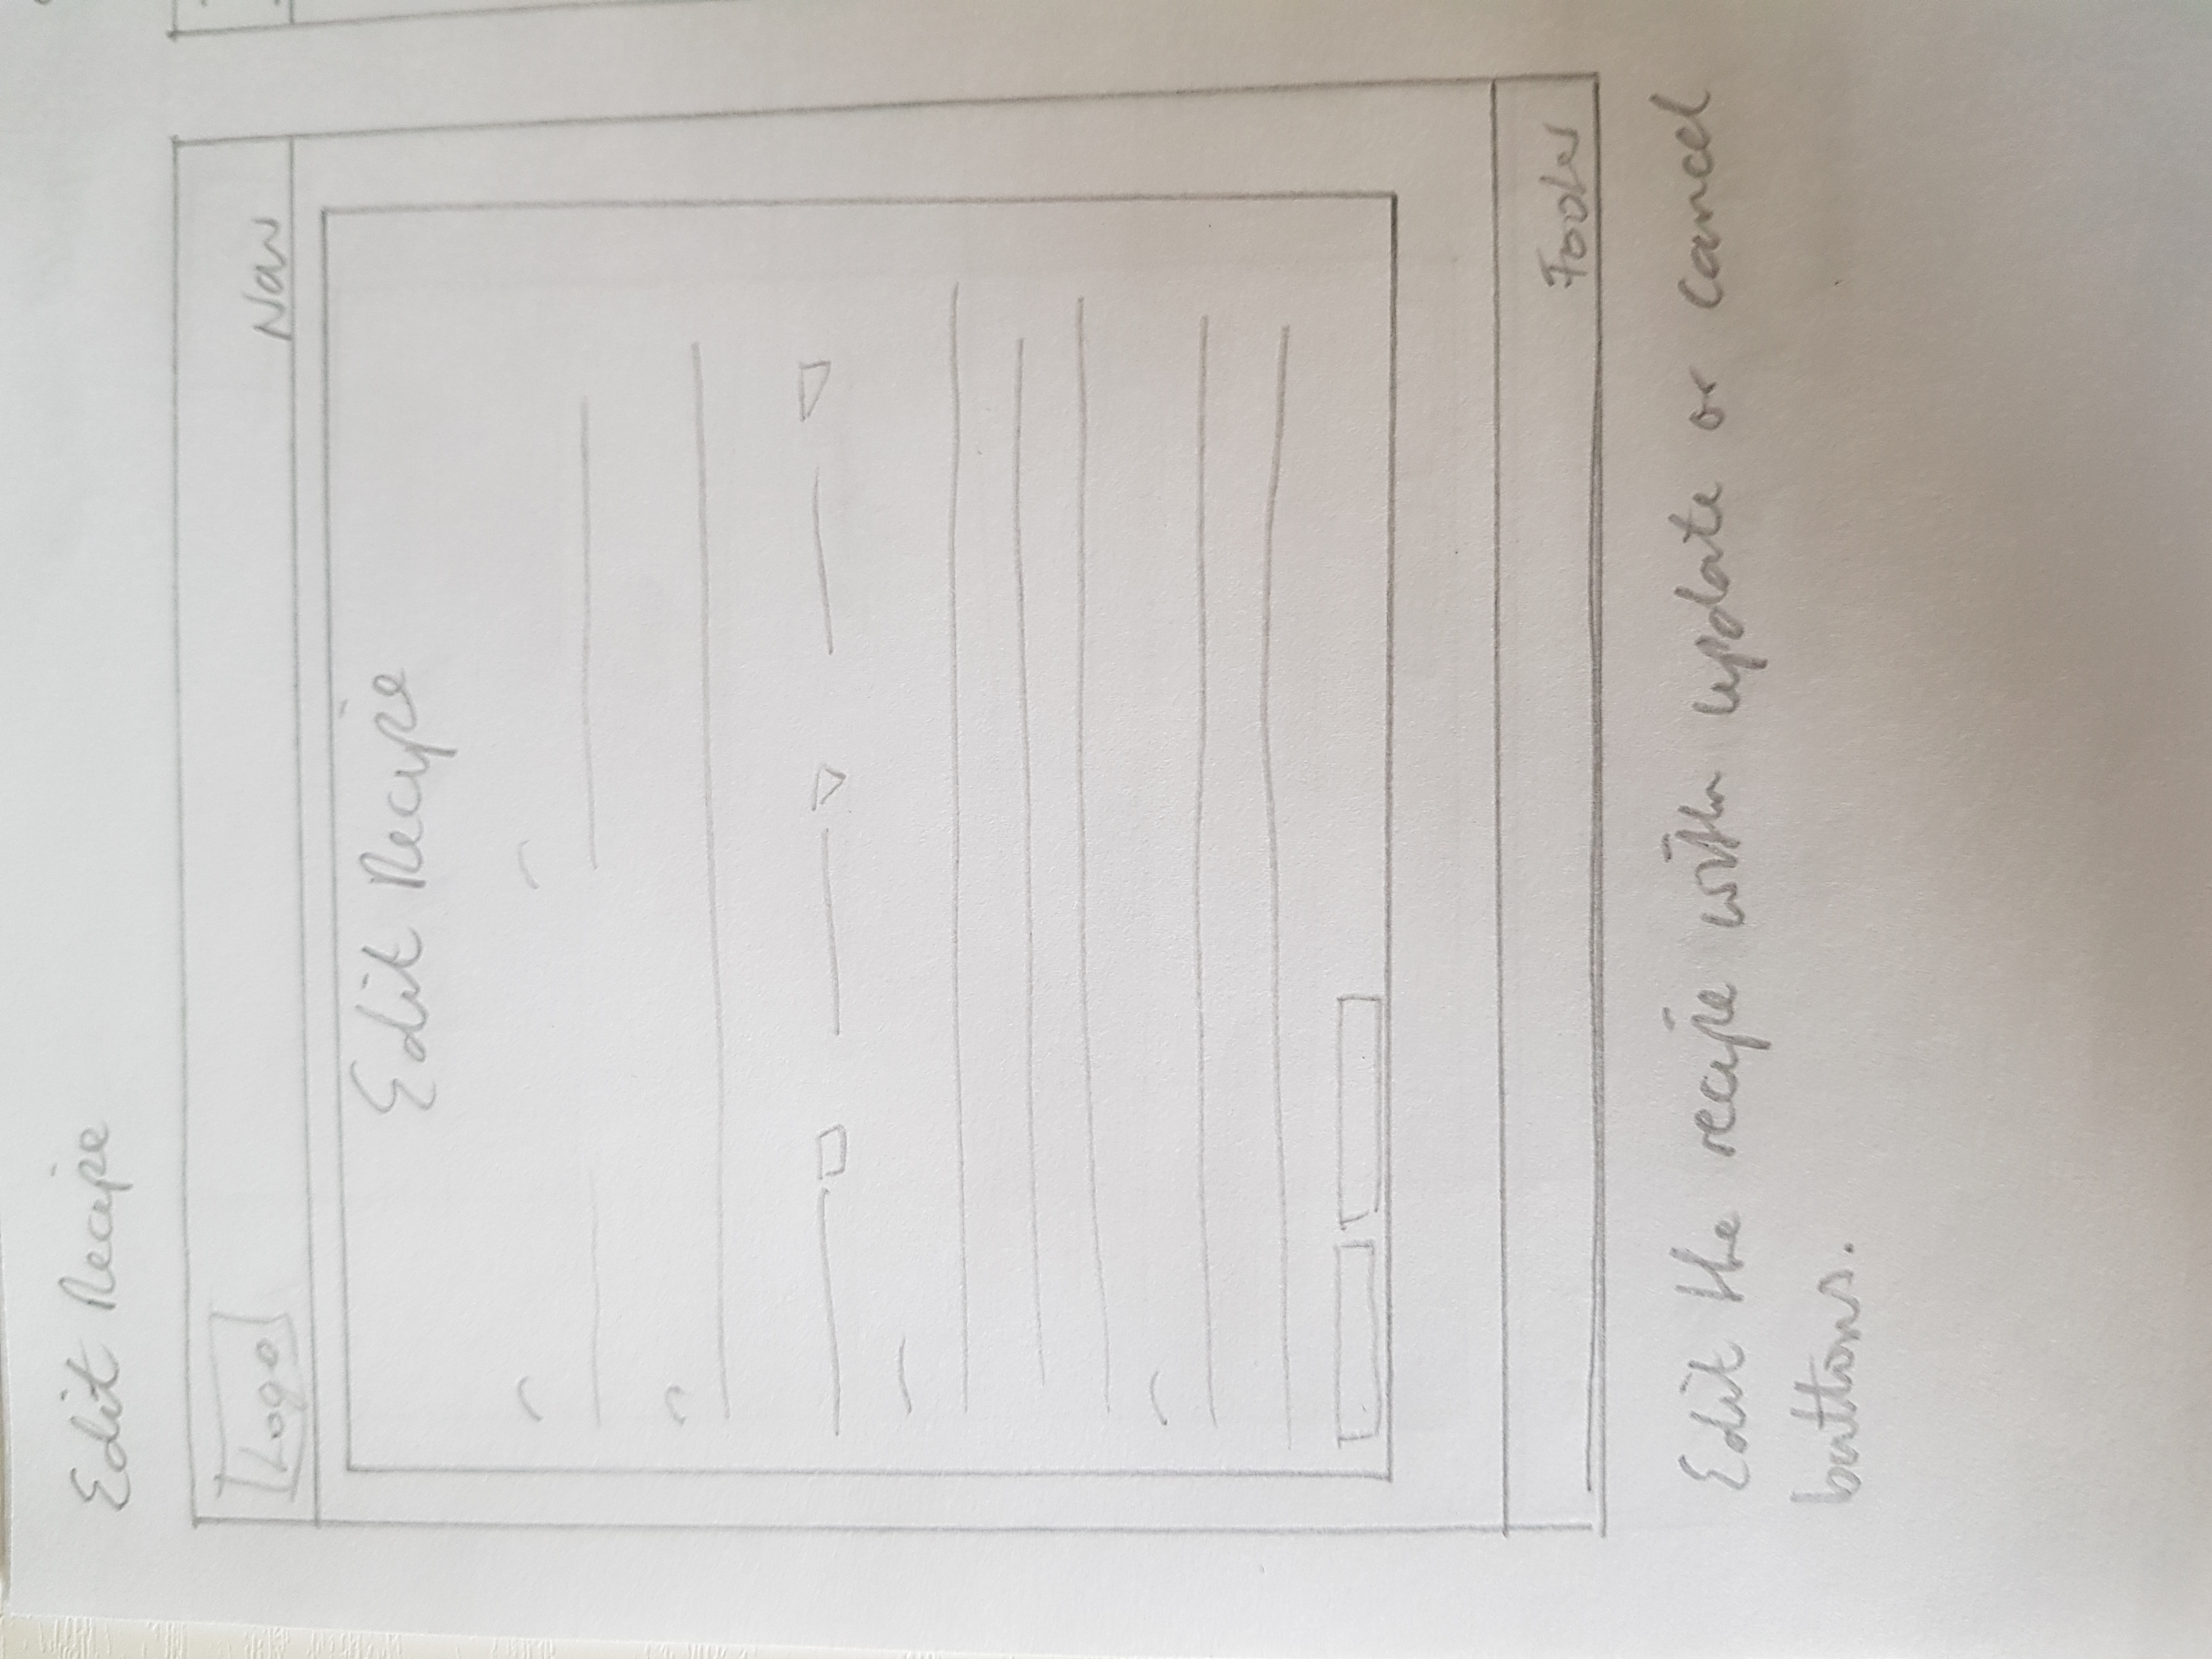 Edit Recipe
Logo
Nav
Edit Recipe
Footer
Edit the recipe with update or cancel
buttons.